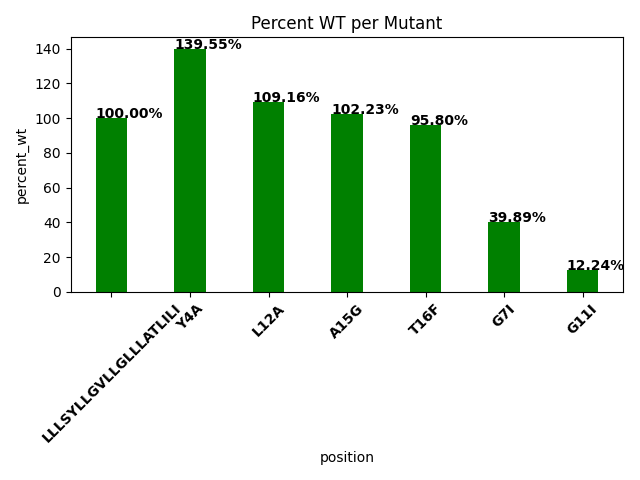 Percent WT per Mutant
percent_wt
140
120
100
80
60
40
20
0
100.00%
139.55%
109.16%
102.23%
95.80%
39.89%
12.24%
LLLSYLLGVLLGLLLATLILI
Y4A
L12A
A15G
T16F
G7I
G11I
position